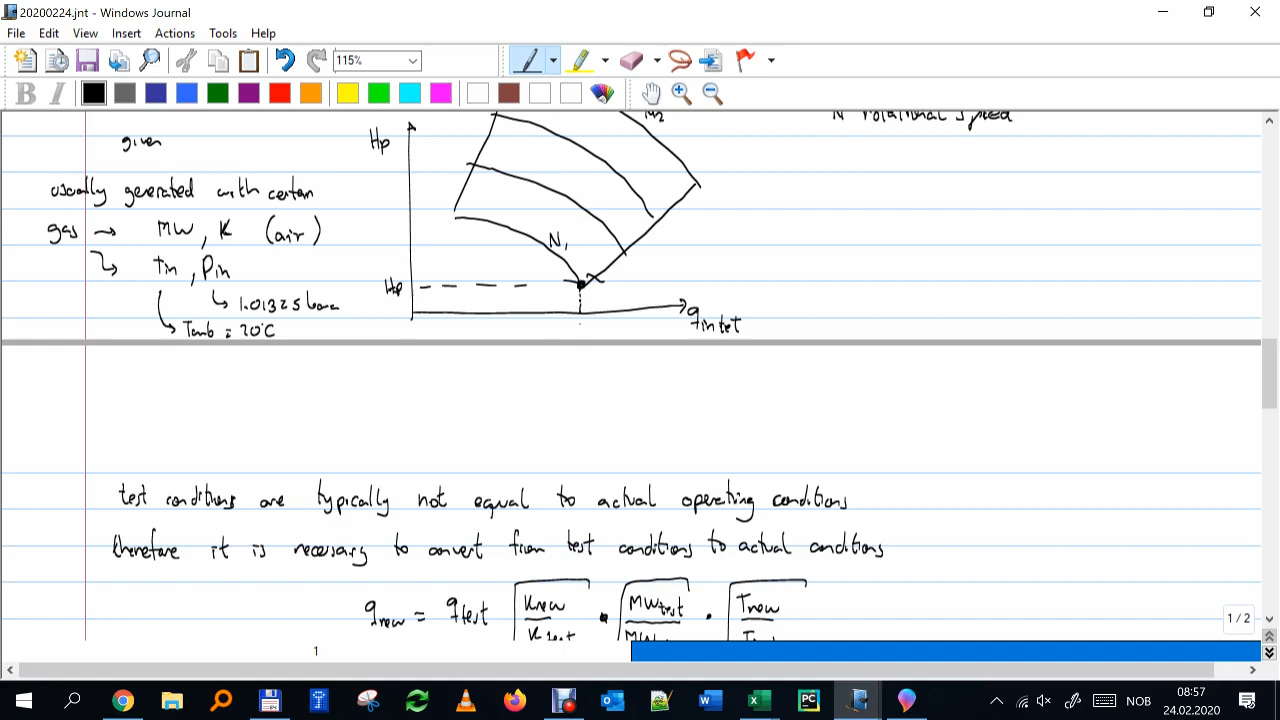 20200224.jnt - Windows Journal
File Edit View Insert Actions Tools Help
115%
B I
N rotational speed
N2
given
Hp
usually generated with certain
gas → MW, K (air)
N1
Tin, Pin
Hp
1.01325 bara
Tamb = 20°C
q inlet
test conditions are typically not equal to actual operating conditions
therefore it is necessary to convert from test conditions to actual conditions
qnew = qtest Knew MWtest Tnew
Ktest
1 / 2
1
NOB
08:57
24.02.2020